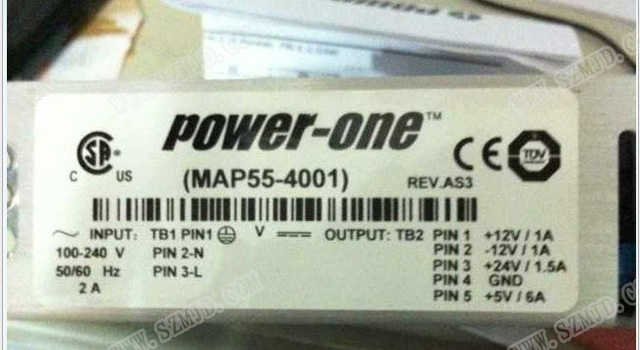 power-one™
CSA
C US
(MAP55-4001)
REV.AS3
CE TÜV
~ INPUT: TB1 PIN1 ⏚ V ⎓ OUTPUT: TB2 PIN 1 +12V / 1A
100-240 V PIN 2-N PIN 2 -12V / 1A
50/60 Hz PIN 3-L PIN 3 +24V / 1.5A
2 A PIN 4 GND
PIN 5 +5V / 6A
WWW.SZMJD.COM